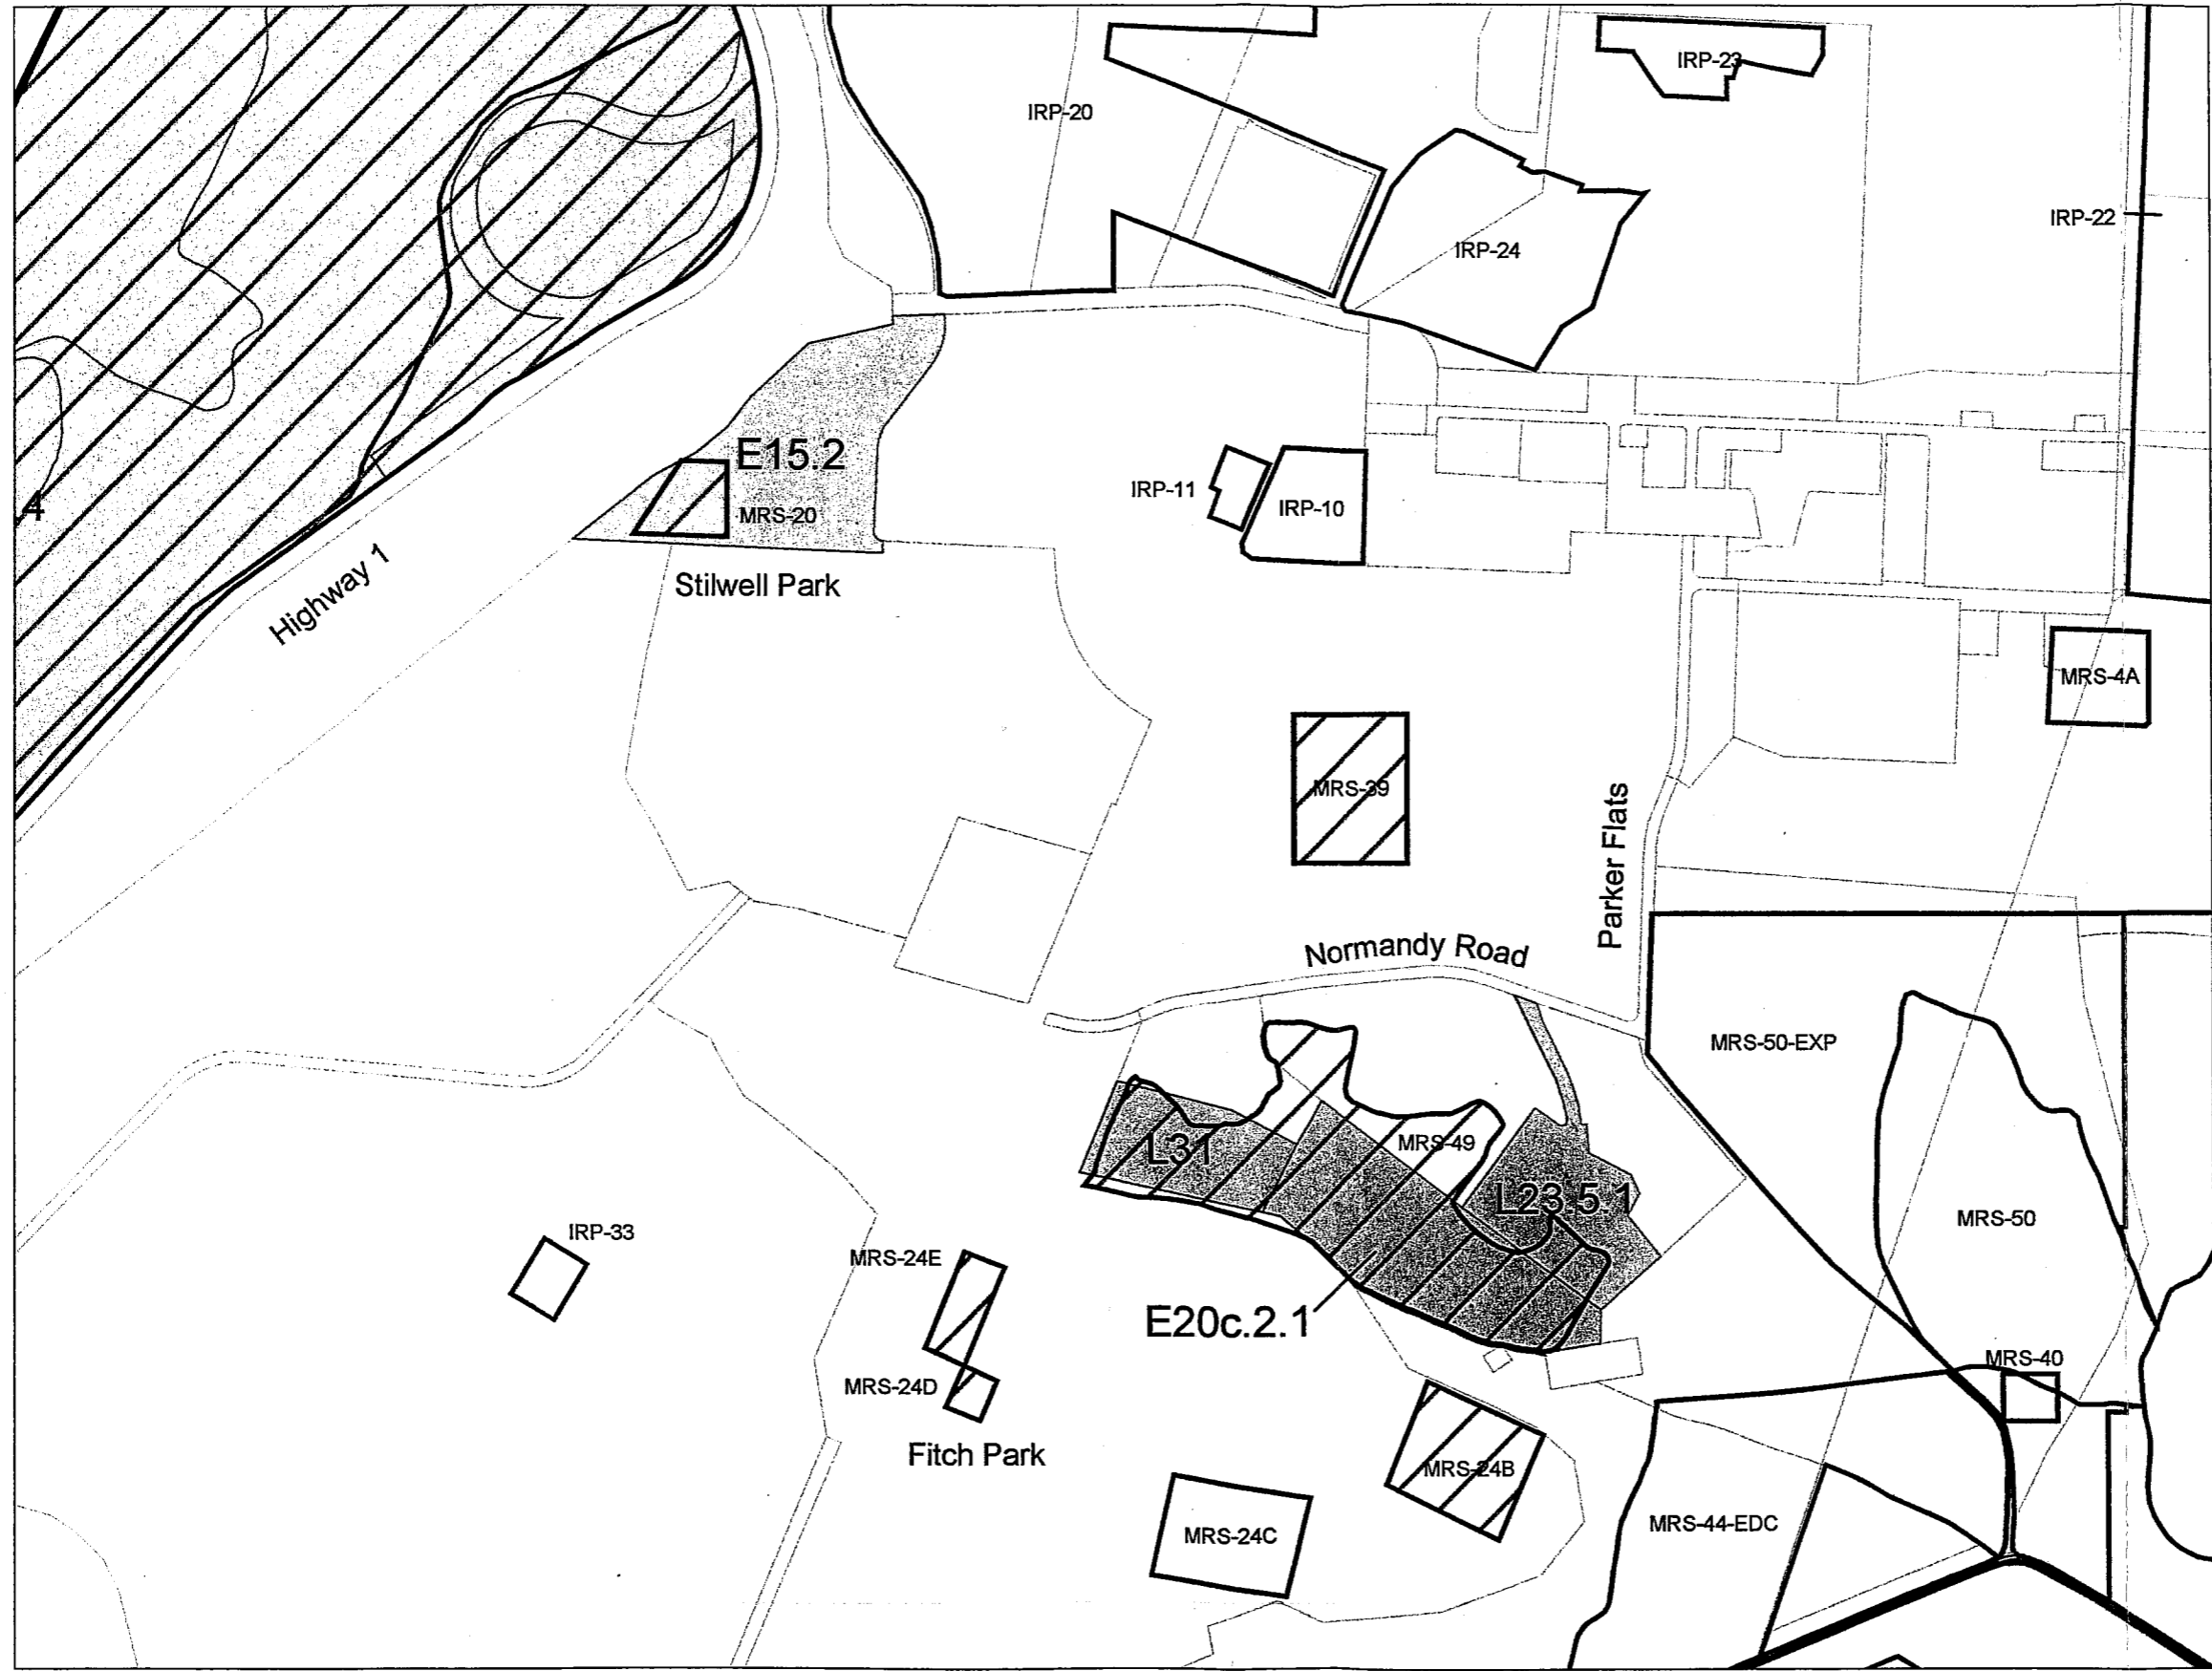 IRP-23
IRP-20
IRP-22
IRP-24
E15.2
IRP-11
IRP-10
4
MRS-20
Highway 1
Stilwell Park
MRS-4A
MRS-39
Parker Flats
Normandy Road
MRS-50-EXP
L31
MRS-49
L23.5.1
MRS-50
IRP-33
MRS-24E
E20c.2.1
MRS-40
MRS-24D
Fitch Park
MRS-24B
MRS-24C
MRS-44-EDC